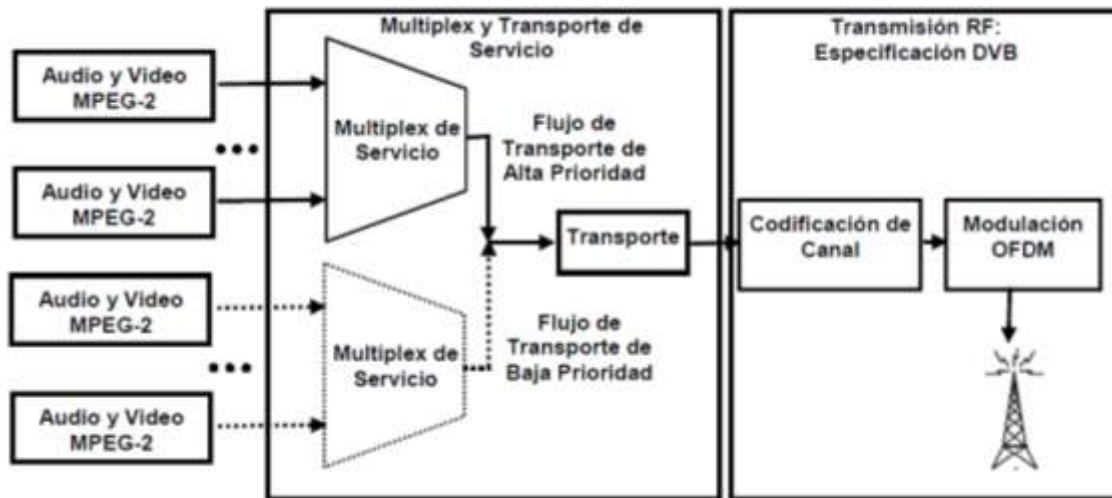 Multiplex y Transporte de
Servicio
Transmisión RF:
Especificación DVB
Audio y Video
MPEG-2
Audio y Video
MPEG-2
Audio y Video
MPEG-2
Audio y Video
MPEG-2
Multiplex de
Servicio
Flujo de
Transporte de
Alta Prioridad
Multiplex de
Servicio
Flujo de
Transporte de
Baja Prioridad
Transporte
Codificación de
Canal
Modulación
OFDM